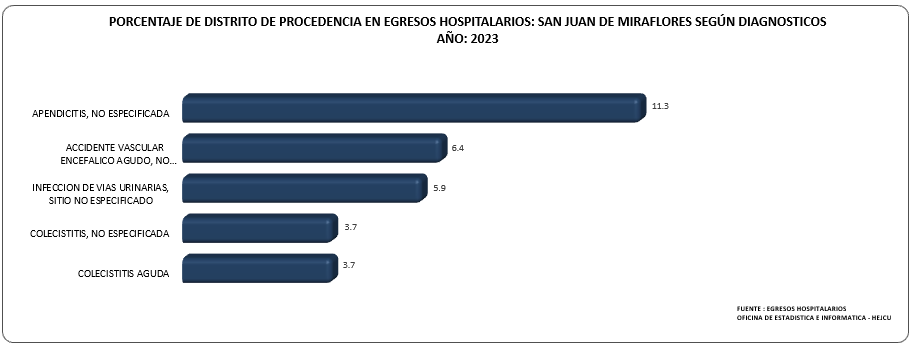 PORCENTAJE DE DISTRITO DE PROCEDENCIA EN EGRESOS HOSPITALARIOS: SAN JUAN DE MIRAFLORES SEGÚN DIAGNOSTICOS
AÑO: 2023
APENDICITIS, NO ESPECIFICADA
11.3
ACCIDENTE VASCULAR
ENCEFALICO AGUDO, NO...
6.4
INFECCION DE VIAS URINARIAS,
SITIO NO ESPECIFICADO
5.9
COLECISTITIS, NO ESPECIFICADA
3.7
COLECISTITIS AGUDA
3.7
FUENTE : EGRESOS HOSPITALARIOS
OFICINA DE ESTADISTICA E INFORMATICA - HEJCU